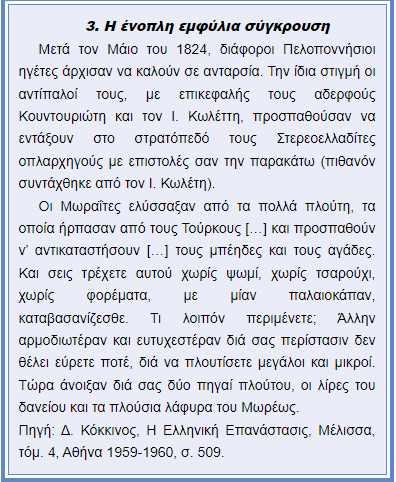 3. Η ένοπλη εμφύλια σύγκρουση
Μετά τον Μάιο του 1824, διάφοροι Πελοποννήσιοι
ηγέτες άρχισαν να καλούν σε ανταρσία. Την ίδια στιγμή οι
αντίπαλοί τους, με επικεφαλής τους αδερφούς
Κουντουριώτη και τον Ι. Κωλέττη, προσπαθούσαν να
εντάξουν στο στρατόπεδό τους Στερεοελλαδίτες
οπλαρχηγούς με επιστολές σαν την παρακάτω (πιθανόν
συντάχθηκε από τον Ι. Κωλέτη).
Οι Μωραΐτες ελύσσαξαν από τα πολλά πλούτη, τα
οποία ήρπασαν από τους Τούρκους […] και προσπαθούν
ν’ αντικαταστήσουν […] τους μπέηδες και τους αγάδες.
Και σεις τρέχετε αυτού χωρίς ψωμί, χωρίς τσαρούχι,
χωρίς φορέματα, με μίαν παλαιοκάπαν,
καταβασανίζεσθε. Τι λοιπόν περιμένετε; Άλλην
αρμοδιωτέραν και ευτυχεστέραν διά σας περίστασιν δεν
θέλει εύρετε ποτέ, διά να πλουτίσετε μεγάλοι και μικροί.
Τώρα άνοιξαν διά σας δύο πηγαί πλούτου, οι λίρες του
δανείου και τα πλούσια λάφυρα του Μωρέως.
Πηγή: Δ. Κόκκινος, Η Ελληνική Επανάστασις, Μέλισσα,
τόμ. 4, Αθήνα 1959-1960, σ. 509.